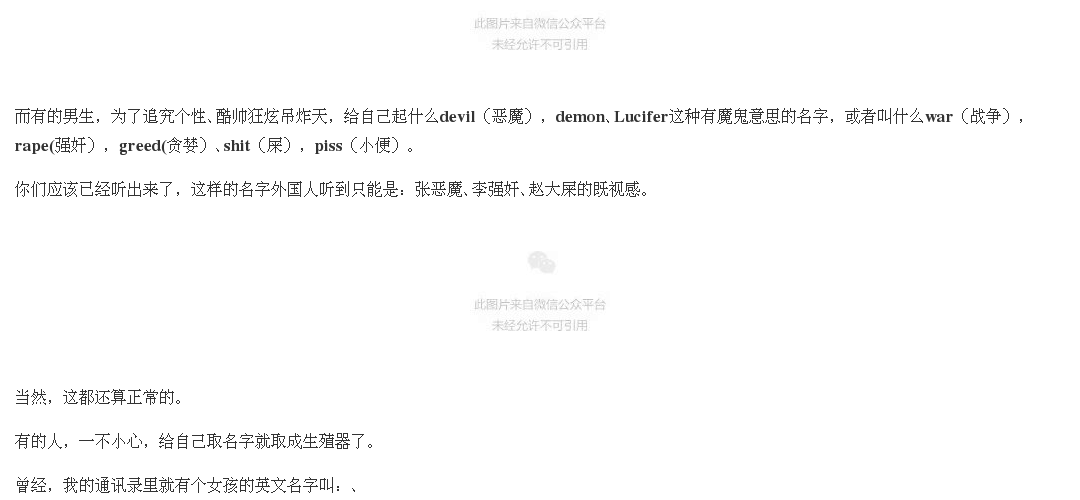 此图片来自微信公众平台
未经允许不可引用
而有的男生，为了追究个性、酷帅狂炫吊炸天，给自己起什么devil（恶魔），demon、Lucifer这种有魔鬼意思的名字，或者叫什么war（战争），
rape(强奸），greed(贪婪）、shit（屎），piss（小便）。
你们应该已经听出来了，这样的名字外国人听到只能是：张恶魔、李强奸、赵大屎的既视感。
此图片来自微信公众平台
未经允许不可引用
当然，这都还算正常的。
有的人，一不小心，给自己取名字就取成生殖器了。
曾经，我的通讯录里就有个女孩的英文名字叫：、